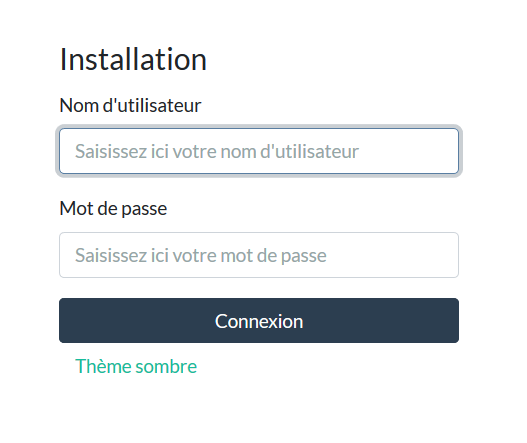 Installation
Nom d'utilisateur
Saisissez ici votre nom d'utilisateur
Mot de passe
Saisissez ici votre mot de passe
Connexion
Thème sombre